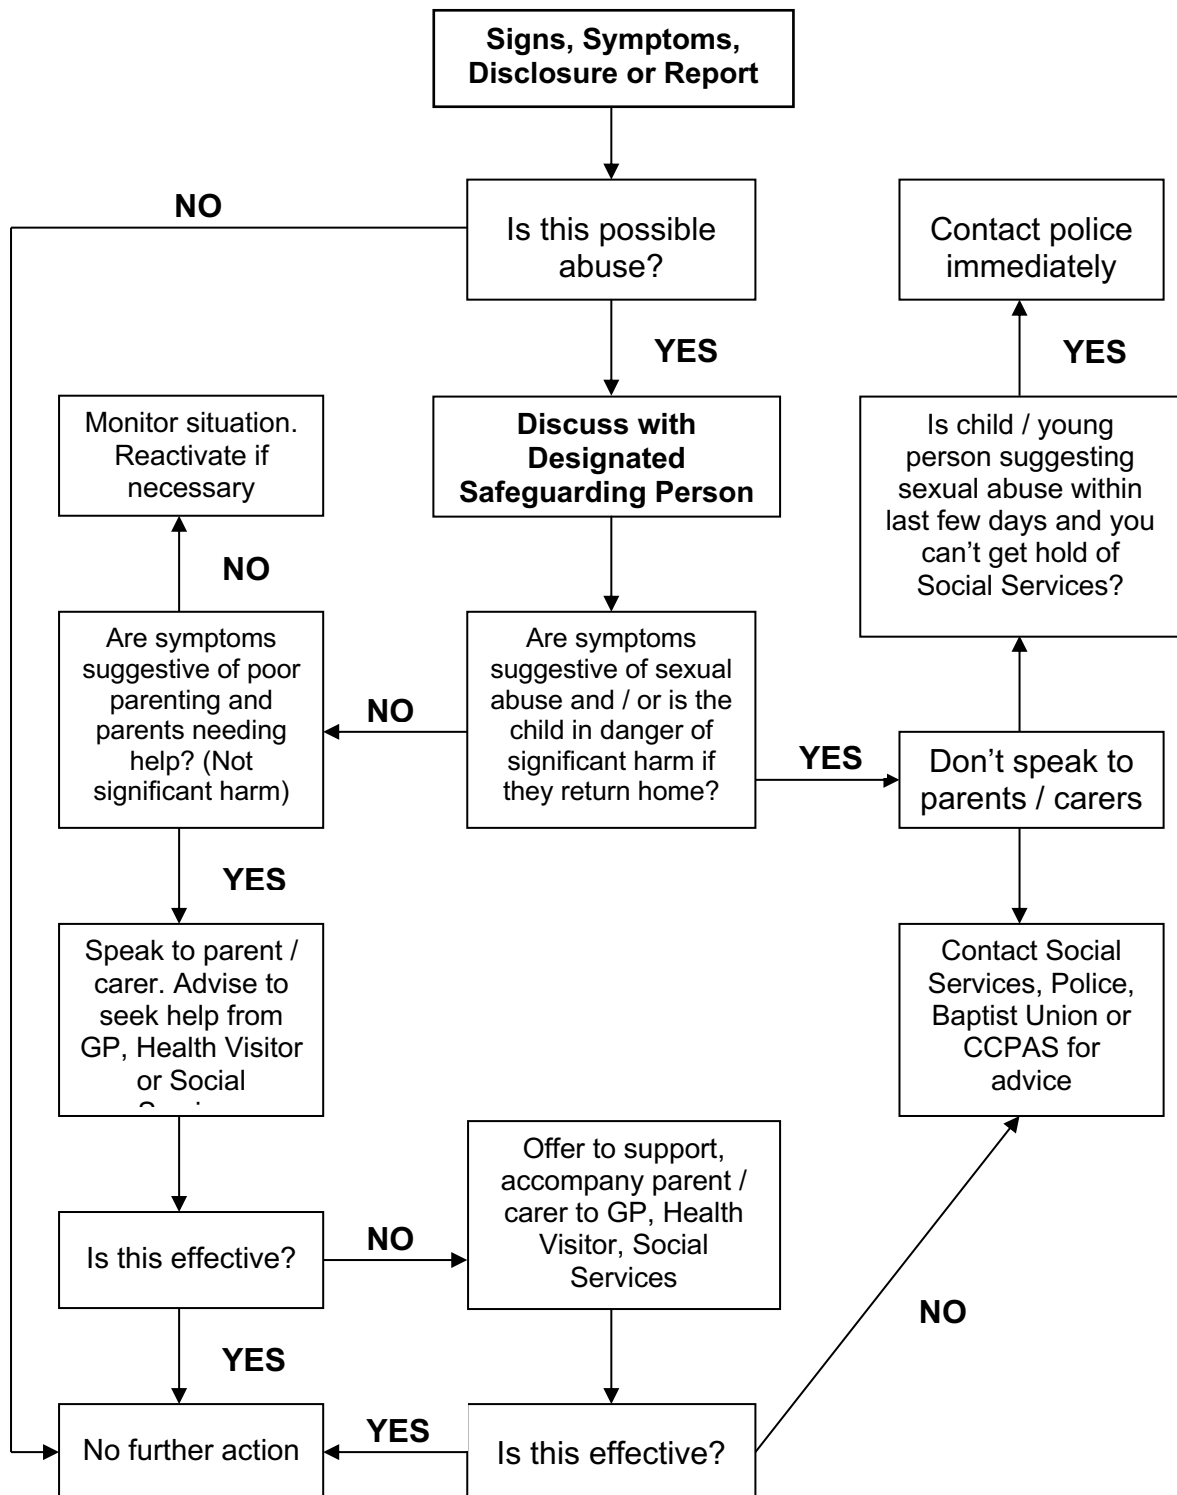 Signs, Symptoms,
Disclosure or Report
NO
Is this possible
abuse?
Contact police
immediately
YES
YES
Monitor situation.
Reactivate if
necessary
Discuss with
Designated
Safeguarding Person
Is child / young
person suggesting
sexual abuse within
last few days and you
can't get hold of
Social Services?
NO
Are symptoms
suggestive of poor
parenting and
parents needing
help? (Not
significant harm)
NO
Are symptoms
suggestive of sexual
abuse and / or is the
child in danger of
significant harm if
they return home?
YES
Don't speak to
parents / carers
YES
Speak to parent /
carer. Advise to
seek help from
GP, Health Visitor
or Social
Contact Social
Services, Police,
Baptist Union or
CCPAS for
advice
Is this effective?
NO
Offer to support,
accompany parent /
carer to GP, Health
Visitor, Social
Services
NO
YES
No further action
YES
Is this effective?